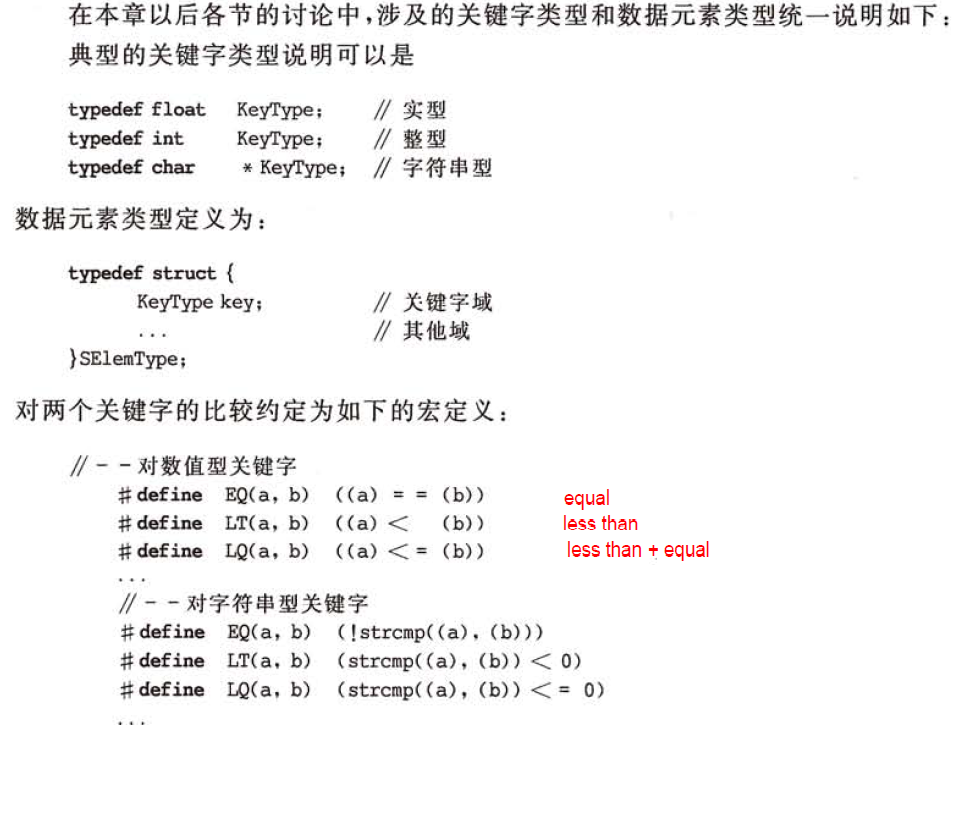 在本章以后各节的讨论中,涉及的关键字类型和数据元素类型统一说明如下:
典型的关键字类型说明可以是
typedef float KeyType; // 实型
typedef int KeyType; // 整型
typedef char * KeyType; // 字符串型
数据元素类型定义为:
typedef struct {
KeyType key; // 关键字域
... // 其他域
}SElemType;
对两个关键字的比较约定为如下的宏定义:
// - - 对数值型关键字
# define EQ(a, b) ((a) = = (b)) equal
# define LT(a, b) ((a) < (b)) less than
# define LQ(a, b) ((a) < = (b)) less than + equal
...
// - - 对字符串型关键字
# define EQ(a, b) (!strcmp((a), (b)))
# define LT(a, b) (strcmp((a), (b)) < 0)
# define LQ(a, b) (strcmp((a), (b)) < = 0)
...